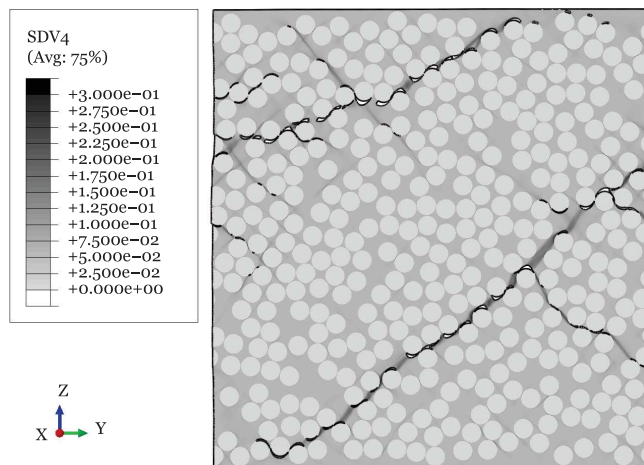 SDV4
(Avg: 75%)
+3.000e−01
+2.750e−01
+2.500e−01
+2.250e−01
+2.000e−01
+1.750e−01
+1.500e−01
+1.250e−01
+1.000e−01
+7.500e−02
+5.000e−02
+2.500e−02
+0.000e+00
Z
X
Y